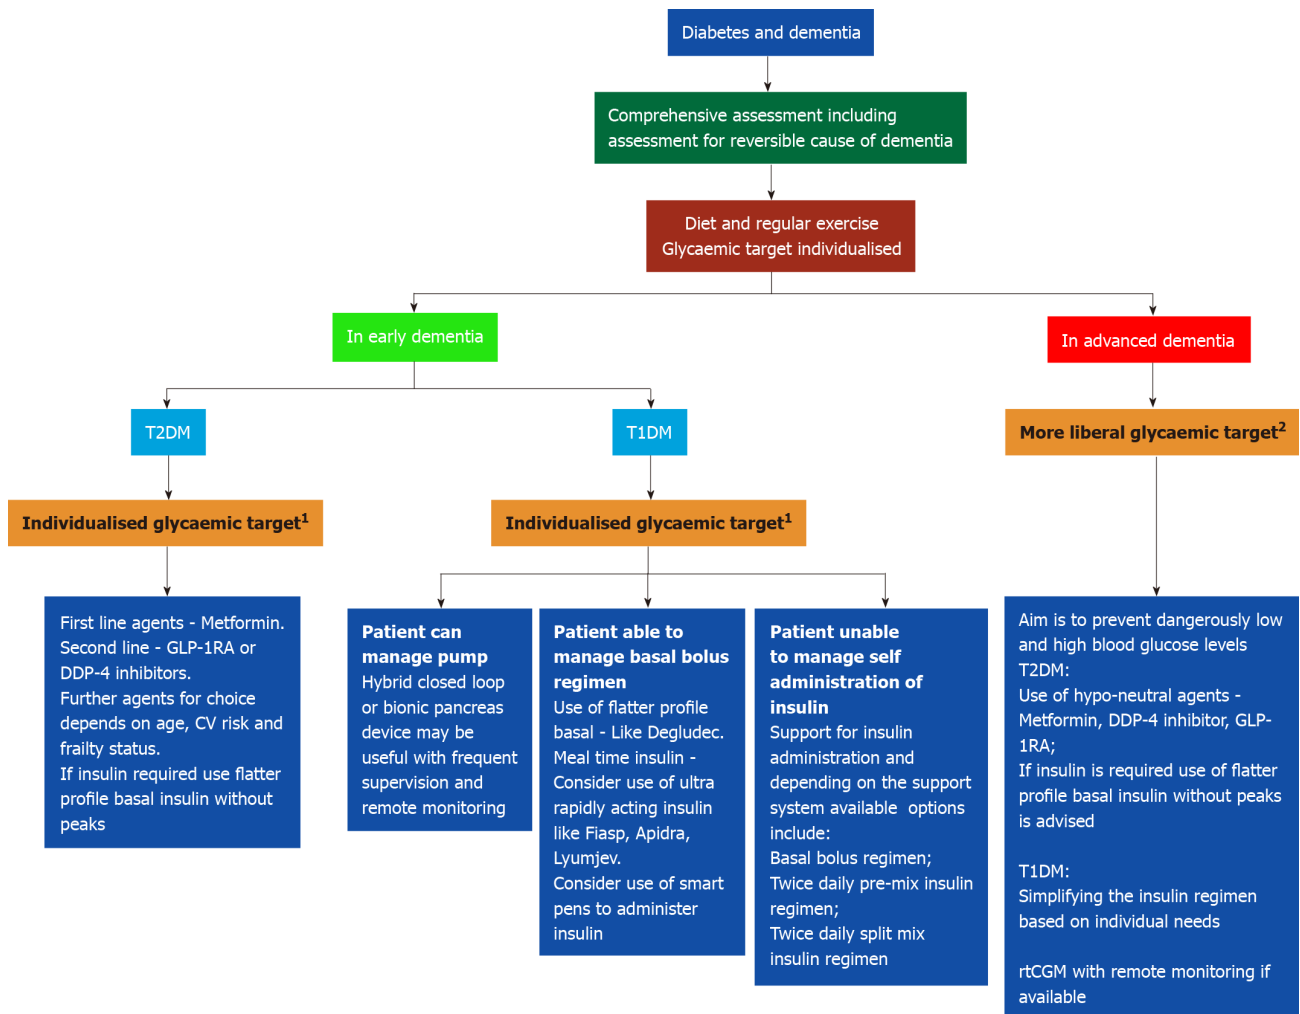 Diabetes and dementia
Comprehensive assessment including
assessment for reversible cause of dementia
Diet and regular exercise
Glycaemic target individualised
In early dementia
In advanced dementia
T2DM
T1DM
More liberal glycaemic target2
Individualised glycaemic target1
Individualised glycaemic target1
First line agents - Metformin.
Second line - GLP-1RA or
DDP-4 inhibitors.
Further agents for choice
depends on age, CV risk and
frailty status.
If insulin required use flatter
profile basal insulin without
peaks
Patient can
manage pump
Hybrid closed loop
or bionic pancreas
device may be
useful with frequent
supervision and
remote monitoring
Patient able to
manage basal bolus
regimen
Use of flatter profile
basal - Like Degludec.
Meal time insulin -
Consider use of ultra
rapidly acting insulin
like Fiasp, Apidra,
Lyumjev.
Consider use of smart
pens to administer
insulin
Patient unable
to manage self
administration of
insulin
Support for insulin
administration and
depending on the support
system available options
include:
Basal bolus regimen;
Twice daily pre-mix insulin
regimen;
Twice daily split mix
insulin regimen
Aim is to prevent dangerously low
and high blood glucose levels
T2DM:
Use of hypo-neutral agents -
Metformin, DDP-4 inhibitor, GLP-
1RA;
If insulin is required use of flatter
profile basal insulin without peaks
is advised
T1DM:
Simplifying the insulin regimen
based on individual needs
rtCGM with remote monitoring if
available